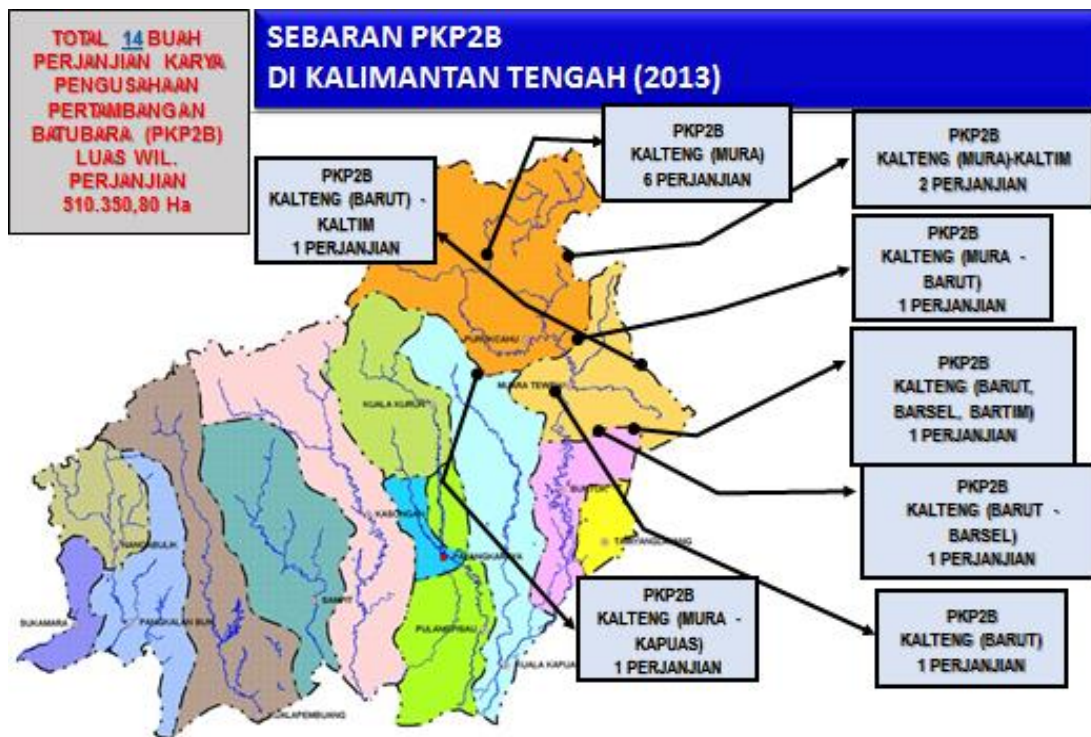 TOTAL 14 BUAH
PERJANJIAN KARYA
PENGUSAHAAN
PERTAMBANGAN
BATUBARA (PKP2B)
LUAS WIL.
PERJANJIAN
510.350,80 Ha
SEBARAN PKP2B
DI KALIMANTAN TENGAH (2013)
PKP2B
KALTENG (MURA)
6 PERJANJIAN
PKP2B
KALTENG (MURA)-KALTIM
2 PERJANJIAN
PKP2B
KALTENG (BARUT) -
KALTIM
1 PERJANJIAN
PKP2B
KALTENG (MURA -
BARUT)
1 PERJANJIAN
PKP2B
KALTENG (BARUT,
BARSEL, BARTIM)
1 PERJANJIAN
PKP2B
KALTENG (BARUT -
BARSEL)
1 PERJANJIAN
PKP2B
KALTENG (BARUT)
1 PERJANJIAN
PKP2B
KALTENG (MURA -
KAPUAS)
1 PERJANJIAN
PURUKCAHU
MUARA TEWEH
KUALA KURUN
KASONGAN
PALANGKARAYA
TAMIYANGLAYANG
NANGABULIK
SAMPIT
SUKAMARA
PANGKALAN BUN
PULANGPISAU
KUALA KAPUAS